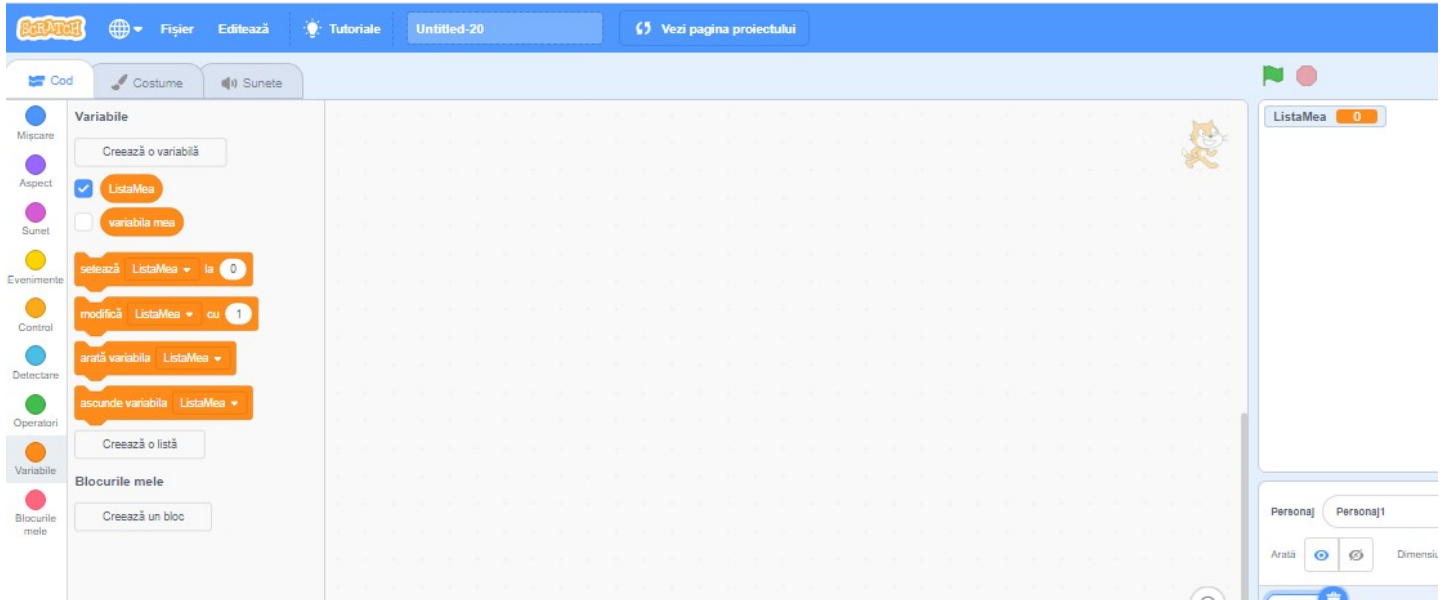 SCRATCH
Fișier
Editează
Tutoriale
Untitled-20
Vezi pagina proiectului
Cod
Costume
Sunete
Mișcare
Aspect
Sunet
Evenimente
Control
Detectare
Operatori
Variabile
Blocurile
mele
Variabile
Creează o variabilă
ListaMea
variabila mea
setează ListaMea la 0
modifică ListaMea cu 1
arată variabila ListaMea
ascunde variabila ListaMea
Creează o listă
Blocurile mele
Creează un bloc
ListaMea 0
Personaj Personaj1
Arată